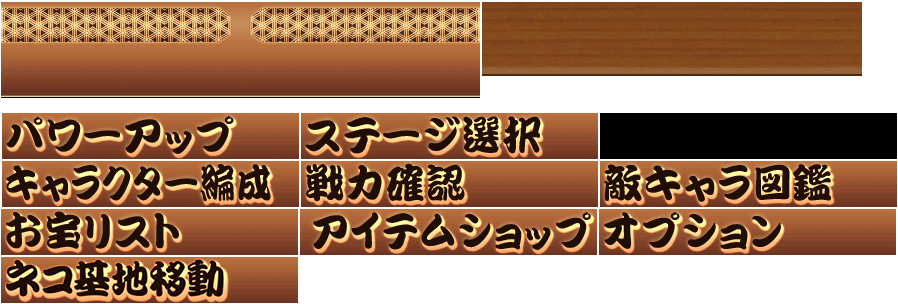 パワーアップ
ステージ選択
キャラクター編成
戦力確認
敵キャラ図鑑
お宝リスト
アイテムショップ
オプション
ネコ基地移動